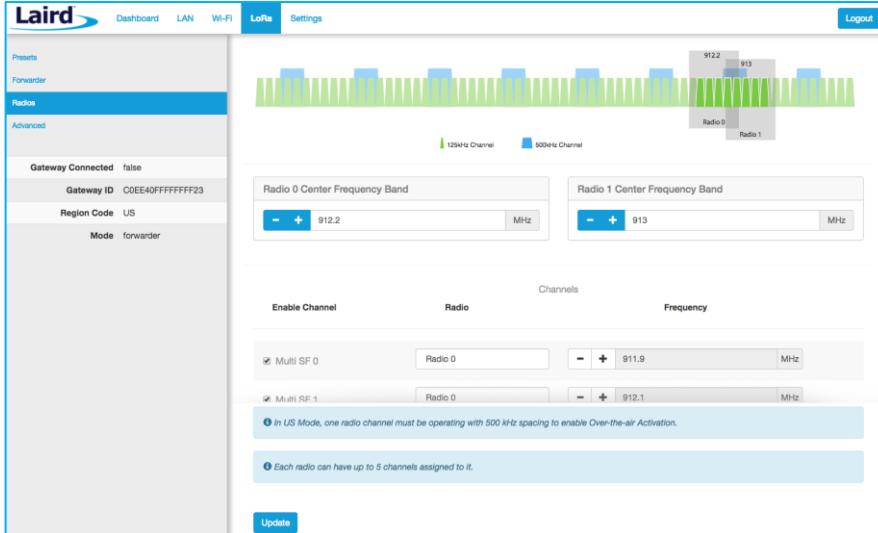 Laird
Dashboard LAN Wi-Fi LoRa Settings Logout
Presets
Forwarder
Radios
Advanced
Gateway Connected false
Gateway ID C0EE40FFFFFFFF23
Region Code US
Mode forwarder
912.2
913
Radio 0
Radio 1
125kHz Channel 500kHz Channel
Radio 0 Center Frequency Band Radio 1 Center Frequency Band
- + 912.2 MHz - + 913 MHz
Channels
Enable Channel Radio Frequency
Multi SF 0 Radio 0 - + 911.9 MHz
Multi SF 1 Radio 0 - + 912.1 MHz
In US Mode, one radio channel must be operating with 500 kHz spacing to enable Over-the-air Activation.
Each radio can have up to 5 channels assigned to it.
Update